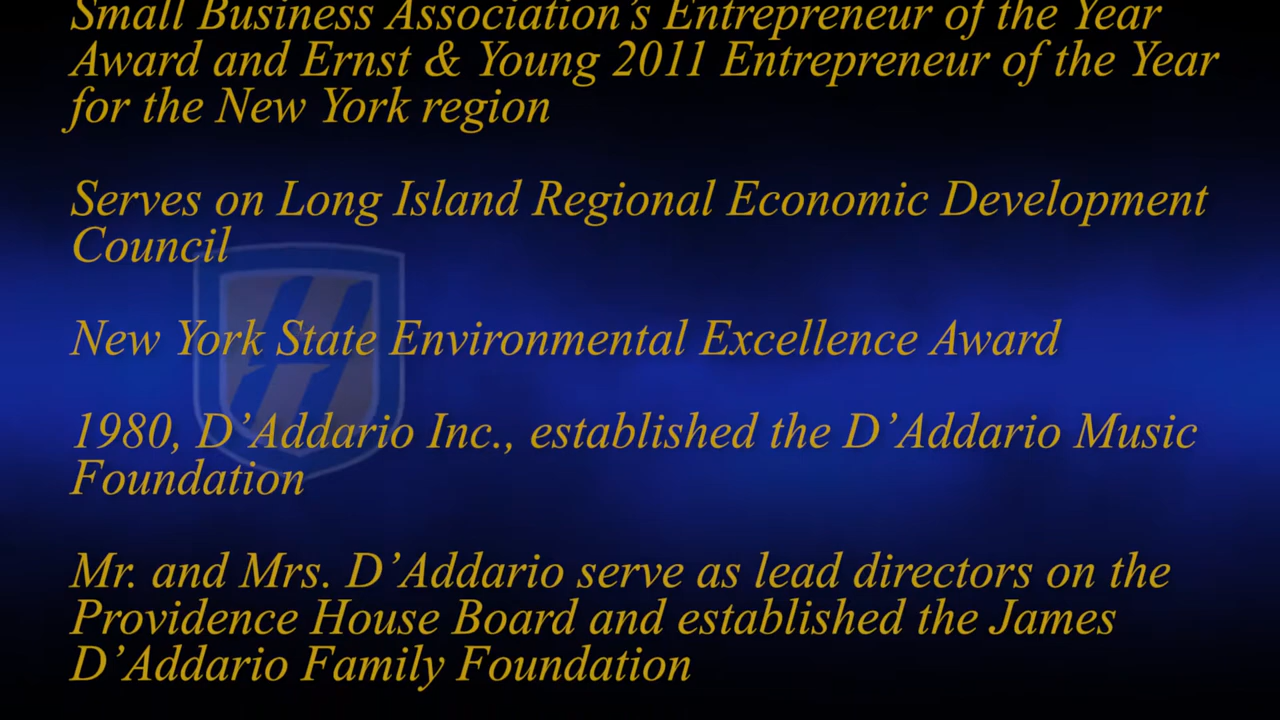 Small Business Association's Entrepreneur of the Year
Award and Ernst & Young 2011 Entrepreneur of the Year
for the New York region
Serves on Long Island Regional Economic Development
Council
New York State Environmental Excellence Award
1980, D'Addario Inc., established the D'Addario Music
Foundation
Mr. and Mrs. D'Addario serve as lead directors on the
Providence House Board and established the James
D'Addario Family Foundation